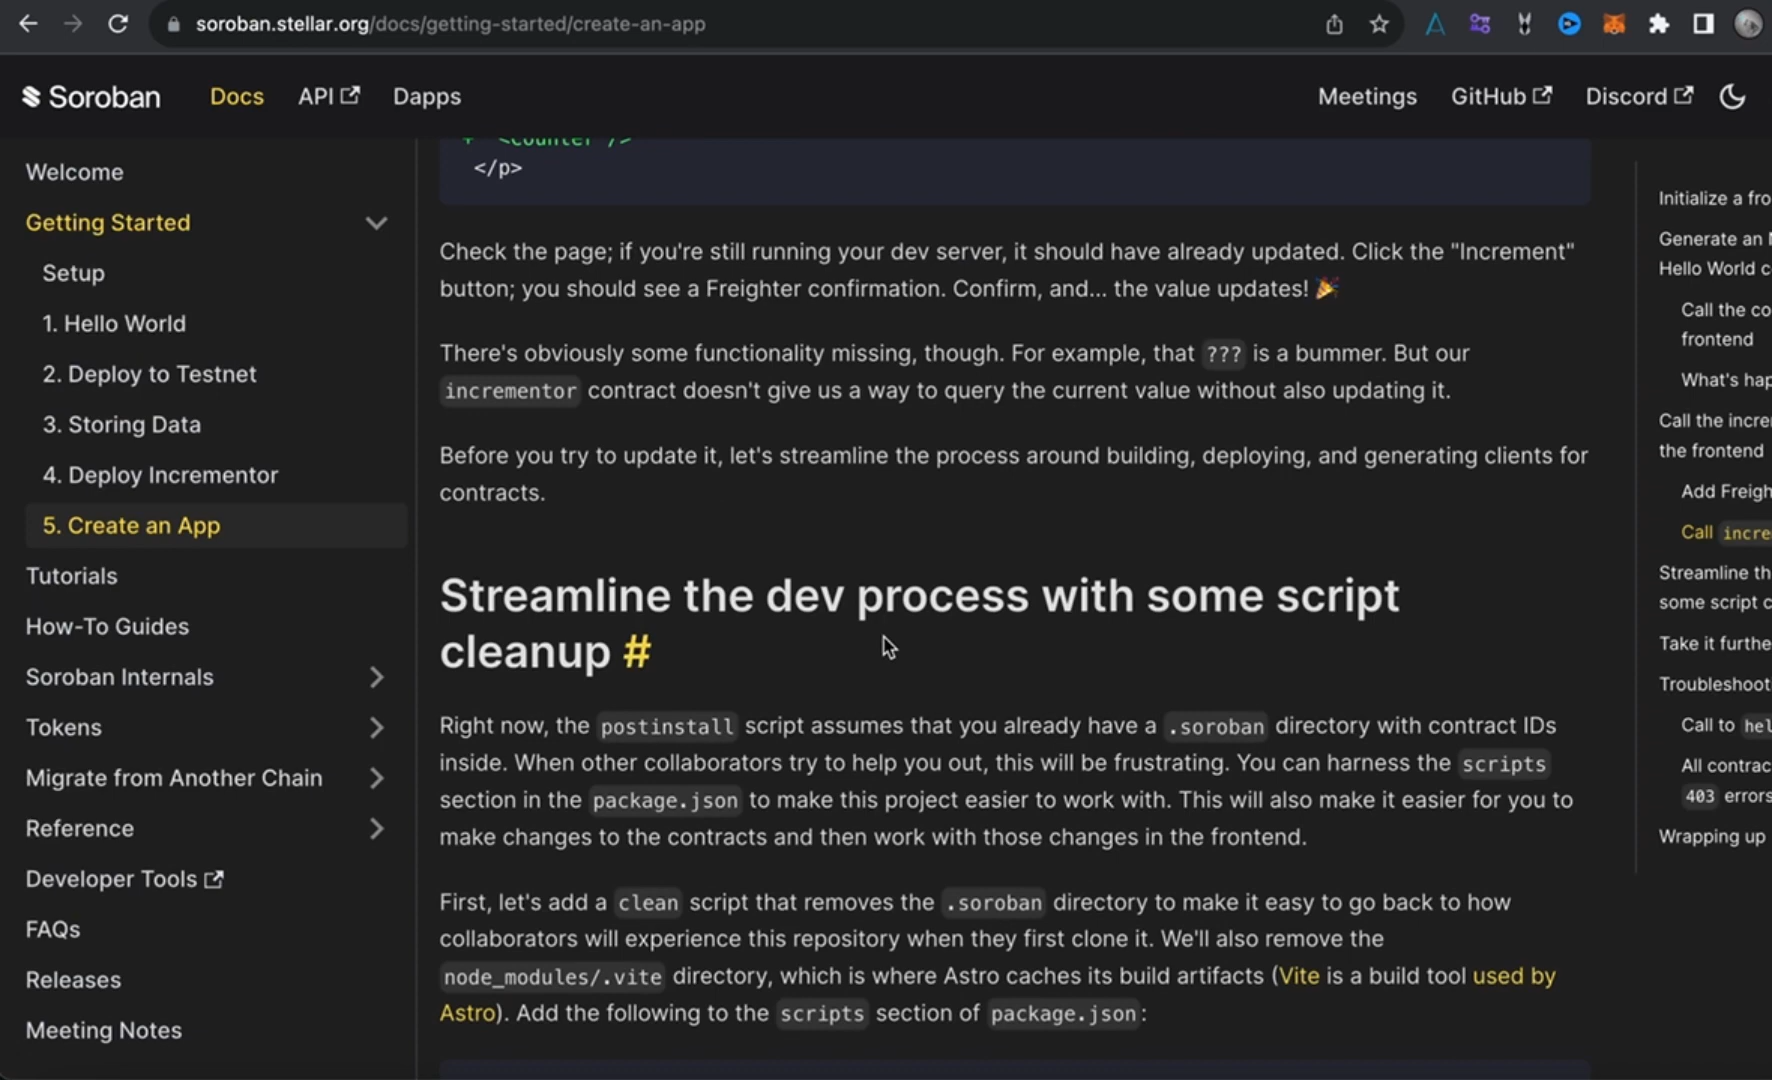 soroban.stellar.org/docs/getting-started/create-an-app
Soroban
Docs
API
Dapps
Meetings
GitHub
Discord
Welcome
Getting Started
Setup
1. Hello World
2. Deploy to Testnet
3. Storing Data
4. Deploy Incrementor
5. Create an App
Tutorials
How-To Guides
Soroban Internals
Tokens
Migrate from Another Chain
Reference
Developer Tools
FAQs
Releases
Meeting Notes
+ <Counter />
</p>
Check the page; if you're still running your dev server, it should have already updated. Click the "Increment"
button; you should see a Freighter confirmation. Confirm, and... the value updates! 🎉
There's obviously some functionality missing, though. For example, that ??? is a bummer. But our
incrementor contract doesn't give us a way to query the current value without also updating it.
Before you try to update it, let's streamline the process around building, deploying, and generating clients for
contracts.
Streamline the dev process with some script
cleanup #
Right now, the postinstall script assumes that you already have a .soroban directory with contract IDs
inside. When other collaborators try to help you out, this will be frustrating. You can harness the scripts
section in the package.json to make this project easier to work with. This will also make it easier for you to
make changes to the contracts and then work with those changes in the frontend.
First, let's add a clean script that removes the .soroban directory to make it easy to go back to how
collaborators will experience this repository when they first clone it. We'll also remove the
node_modules/.vite directory, which is where Astro caches its build artifacts (Vite is a build tool used by
Astro). Add the following to the scripts section of package.json:
Initialize a fro
Generate an
Hello World c
Call the co
frontend
What's hap
Call the incre
the frontend
Add Freigh
Call incre
Streamline th
some script c
Take it furthe
Troubleshoot
Call to hel
All contrac
403 errors
Wrapping up